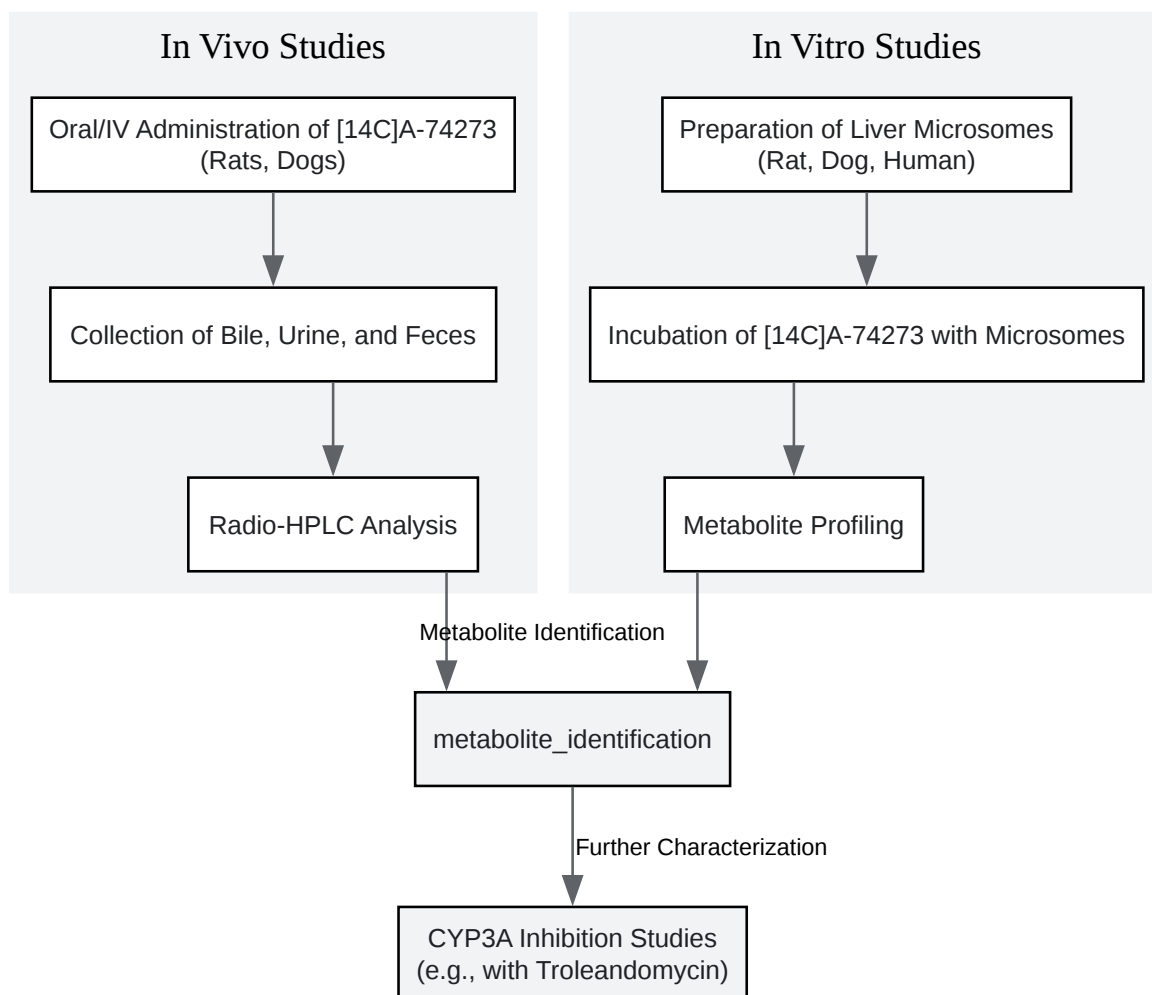 In Vivo Studies
Oral/IV Administration of [14C]A-74273
(Rats, Dogs)
Collection of Bile, Urine, and Feces
Radio-HPLC Analysis
In Vitro Studies
Preparation of Liver Microsomes
(Rat, Dog, Human)
Incubation of [14C]A-74273 with Microsomes
Metabolite Profiling
Metabolite Identification
metabolite_identification
Further Characterization
CYP3A Inhibition Studies
(e.g., with Troleandomycin)